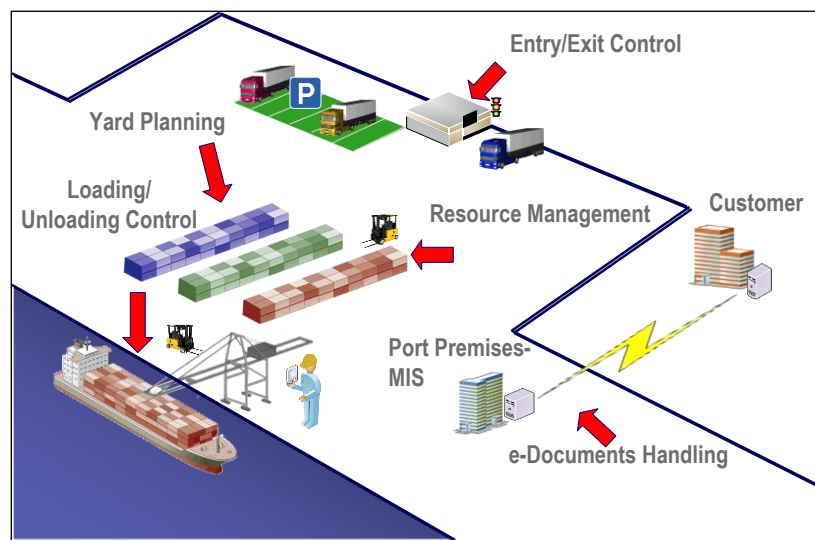 Entry/Exit Control
P
Yard Planning
Loading/
Unloading Control
Resource Management
Customer
Port Premises-
MIS
e-Documents Handling